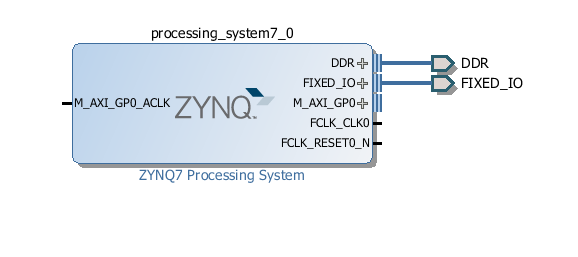 processing_system7_0
DDR
DDR
FIXED_IO
FIXED_IO
M_AXI_GP0_ACLK
ZYNQ
M_AXI_GP0
FCLK_CLK0
FCLK_RESET0_N
ZYNQ7 Processing System